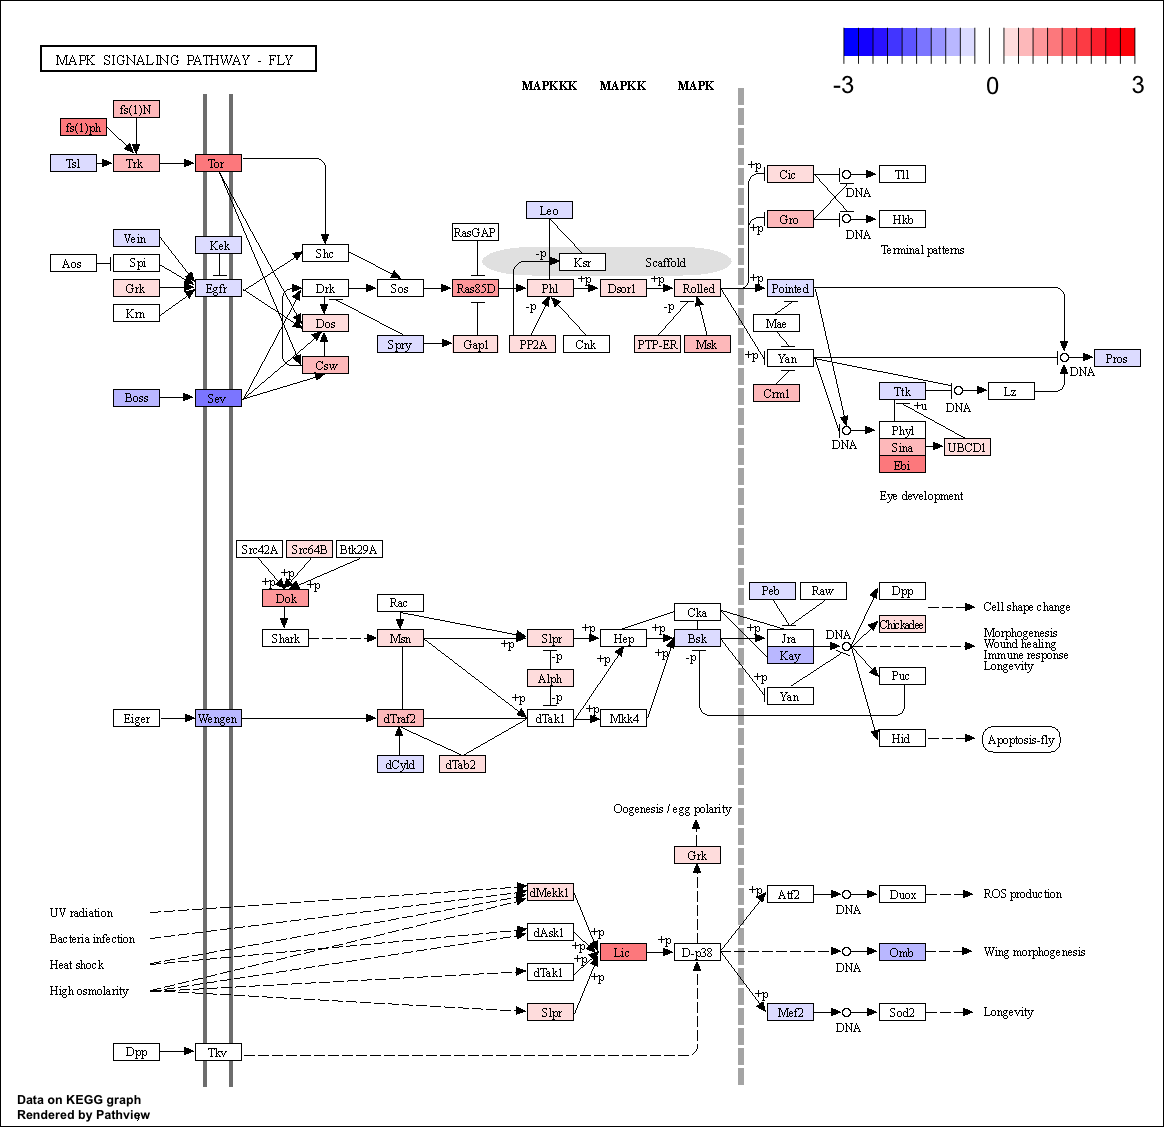 MAPK SIGNALING PATHWAY - FLY
-3 0 3
MAPKKK MAPKK MAPK
fs(1)N
fs(1)ph
Tsl Trk Tor
+p Cic Tll
DNA
Leo
Gro Hkb
+p DNA
RasGAP
Terminal patterns
Vein Kek
Shc
-p Ksr Scaffold
Aos Spi
Grk Egfr Drk Sos Ras85D Phl +p Dsor1 +p Rolled +p Pointed
-p -p
Krn
Dos
Mae
Spry Gap1 PP2A Cnk PTP-ER Msk
+p Yan Pros
DNA
Csw
Boss Sev
Crm1
Ttk Lz
+u DNA
Phyl
DNA
Sina UBCD1
Ebi
Eye development
Src42A Src64B Btk29A
+p +p +p
Dok
Rac
Peb Raw Dpp
Cka
Cell shape change
Chickadee
Shark Msn Slpr +p Hep +p Bsk Jra DNA
+p
Morphogenesis
Wound healing
Immune response
Longevity
-p +p +p -p Kay
Alph
+p Puc
-p
+p Yan
Eiger Wengen dTraf2 dTak1 +p Mkk4
Hid Apoptosis-fly
dCyld dTab2
Oogenesis / egg polarity
Grk
dMekk1 +p Atf2 Duox ROS production
DNA
UV radiation
Bacteria infection
dAsk1 +p
+p
Lic +p D-p38 Omb Wing morphogenesis
Heat shock
+p
DNA
dTak1
+p
High osmolarity
+p
Slpr Mef2 Sod2 Longevity
DNA
Dpp Tkv
Data on KEGG graph
Rendered by Pathview